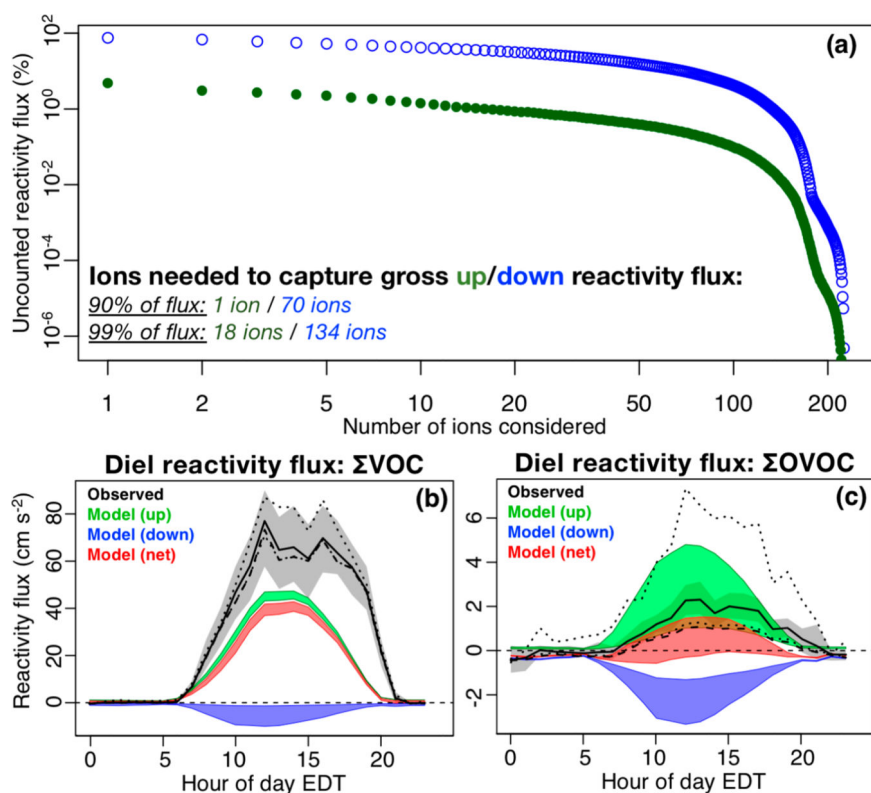 (a)
Uncounted reactivity flux (%)
10^2
10^0
10^-2
10^-4
10^-6
Ions needed to capture gross up/down reactivity flux:
90% of flux: 1 ion / 70 ions
99% of flux: 18 ions / 134 ions
1 2 5 10 20 50 100 200
Number of ions considered
Diel reactivity flux: ΣVOC
(b)
Observed
Model (up)
Model (down)
Model (net)
Reactivity flux (cm s^-2)
80
60
40
20
0
0 5 10 15 20
Hour of day EDT
Diel reactivity flux: ΣOVOC
(c)
Observed
Model (up)
Model (down)
Model (net)
6
4
2
0
-2
0 5 10 15 20
Hour of day EDT